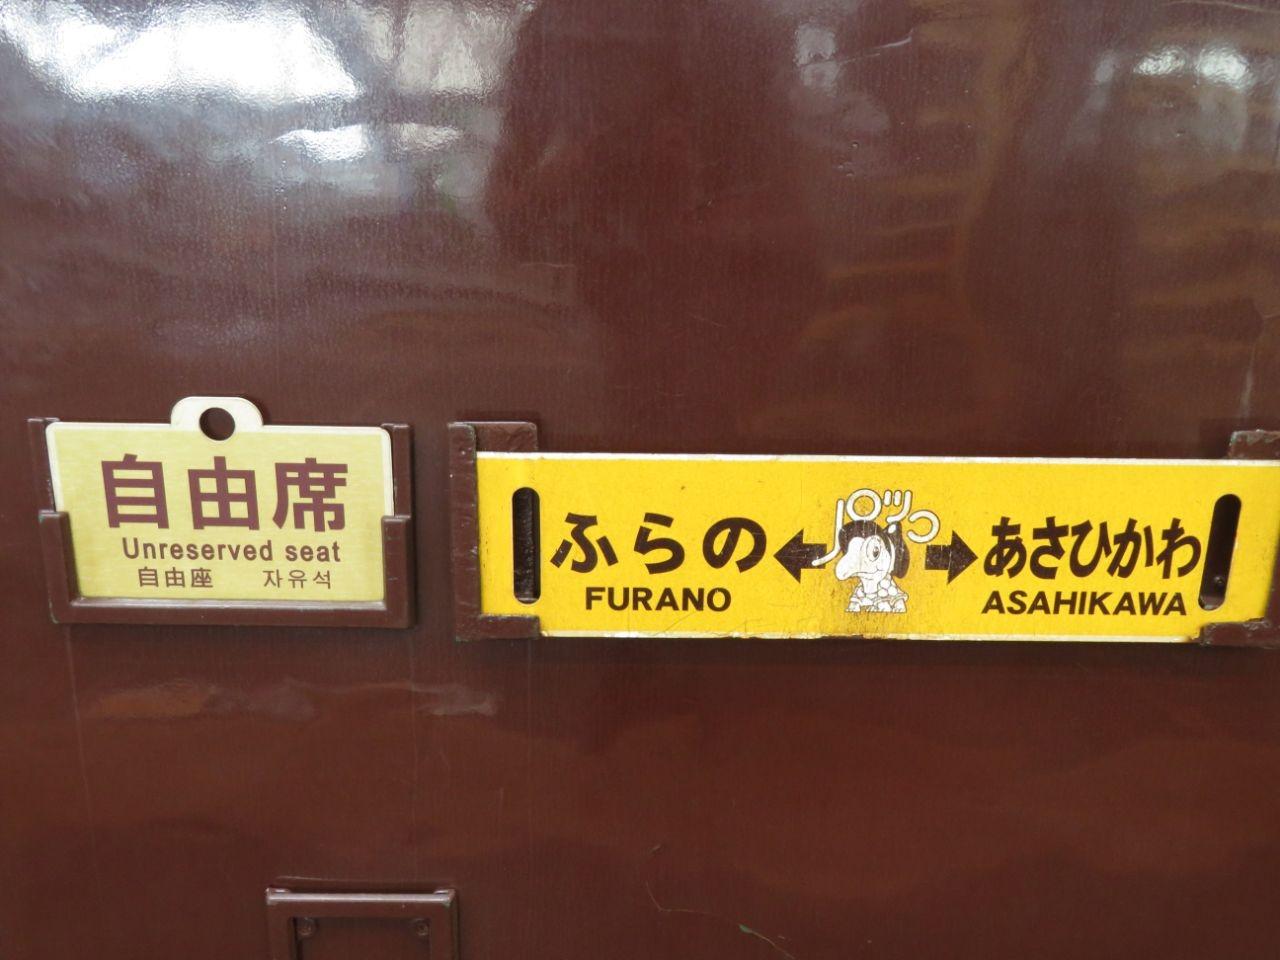 自由席
Unreserved seat
自由座 자유석
ふらの
FURANO
パッつ
あさひかわ
ASAHIKAWA